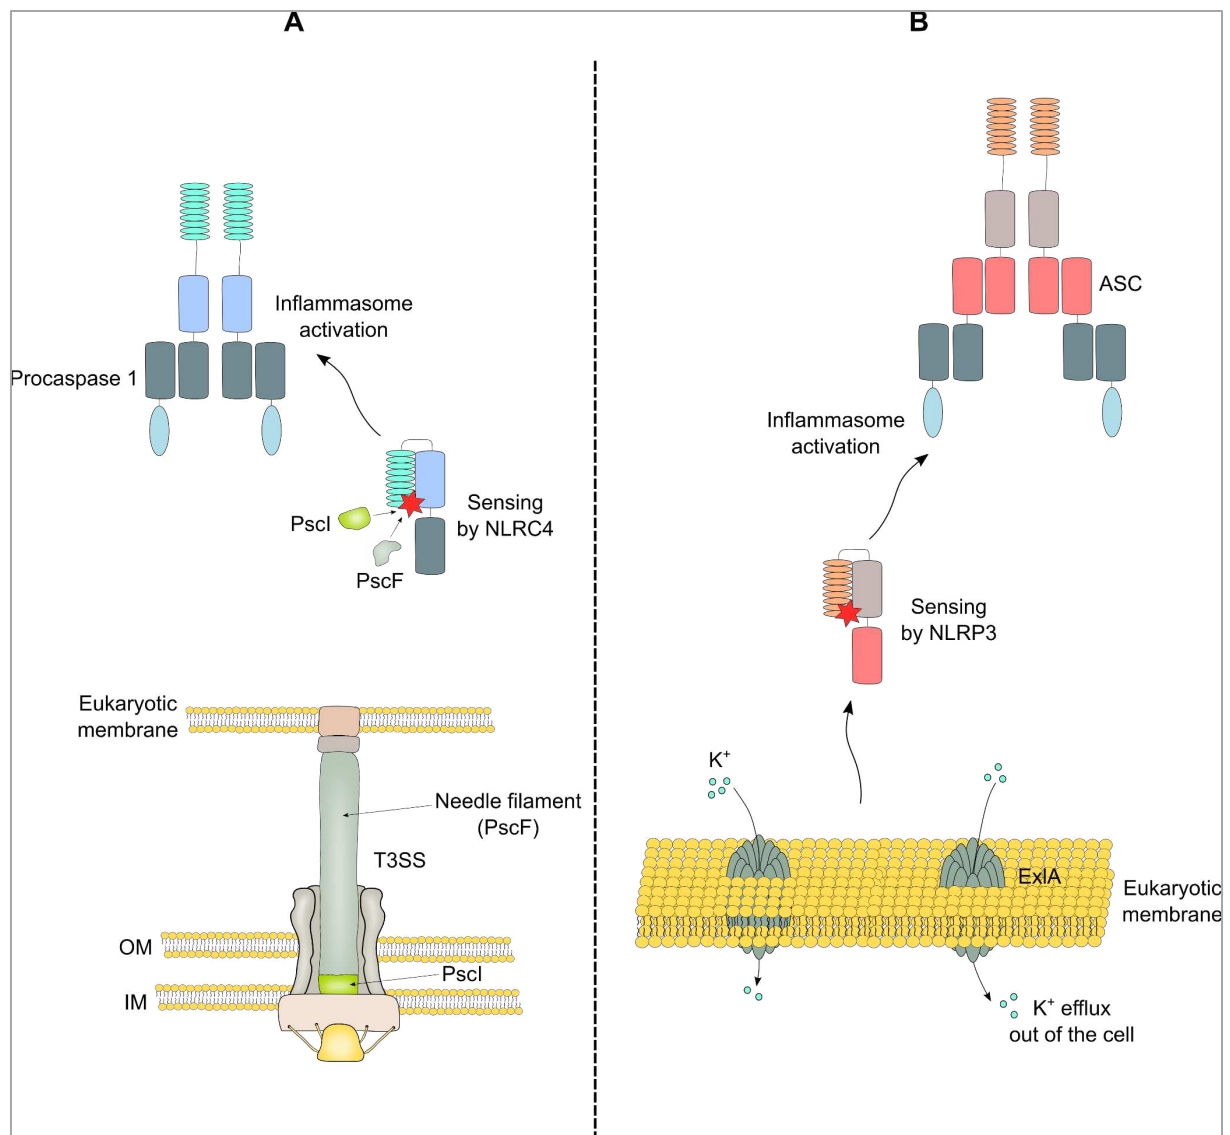 A
Inflammasome
activation
Procaspase 1
PscI
Sensing
by NLRC4
PscF
Eukaryotic
membrane
Needle filament
(PscF)
T3SS
OM
PscI
IM
B
ASC
Inflammasome
activation
Sensing
by NLRP3
K⁺
ExlA
Eukaryotic
membrane
K⁺ efflux
out of the cell